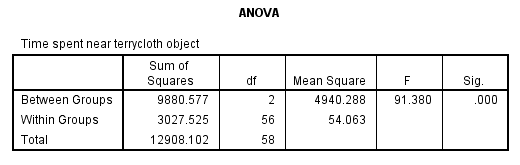 ANOVA
Time spent near terrycloth object
Sum of Squares df Mean Square F Sig.
Between Groups 9880.577 2 4940.288 91.380 .000
Within Groups 3027.525 56 54.063
Total 12908.102 58